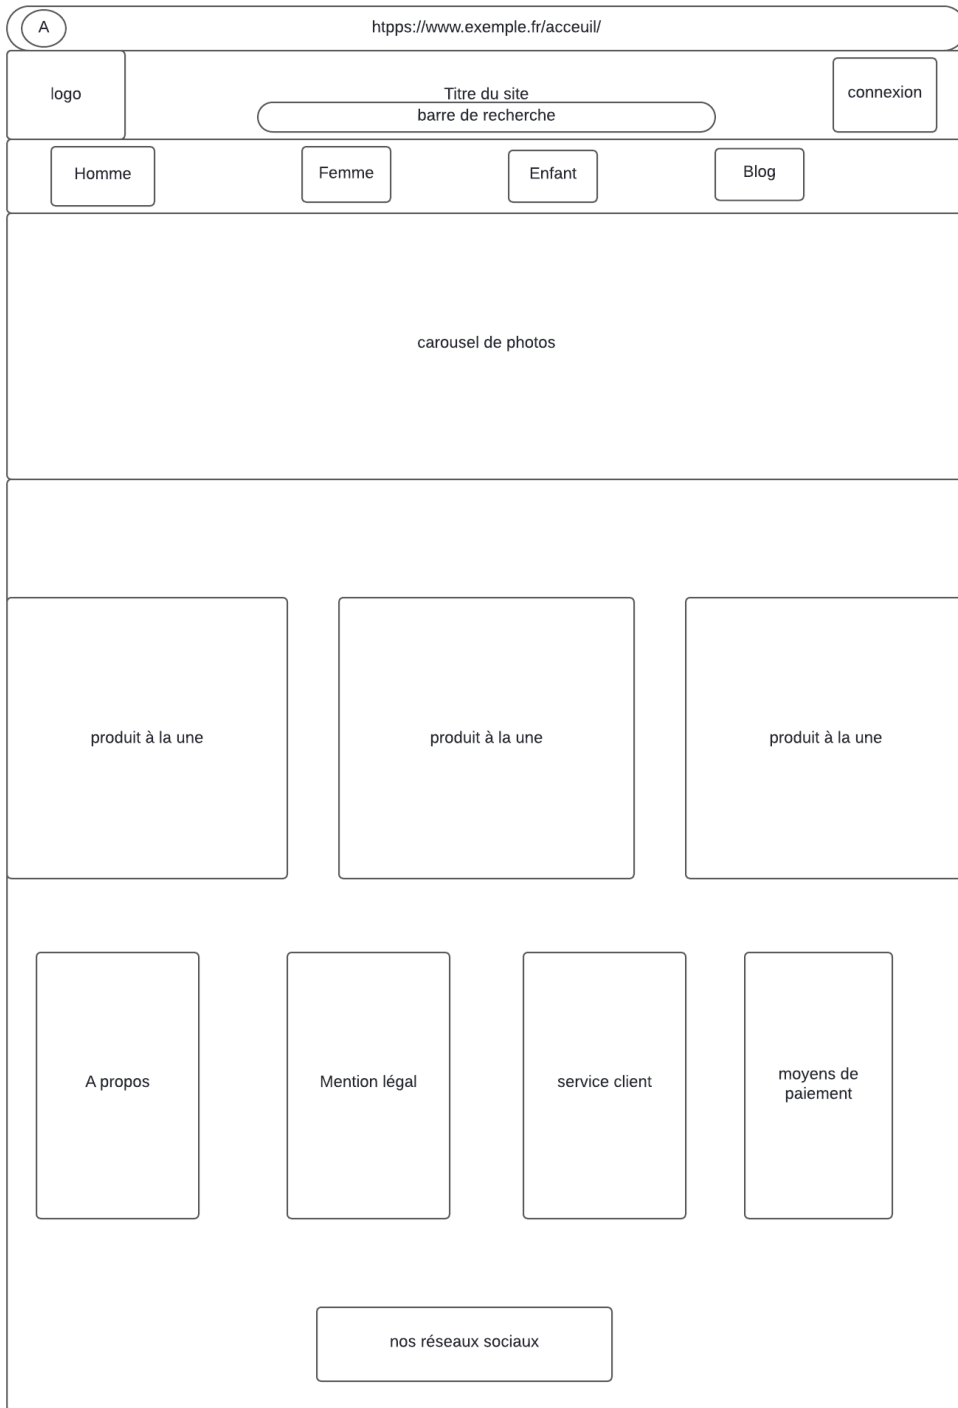 A
htpps://www.exemple.fr/acceuil/
logo
Titre du site
barre de recherche
connexion
Homme
Femme
Enfant
Blog
carousel de photos
produit à la une
produit à la une
produit à la une
A propos
Mention légal
service client
moyens de
paiement
nos réseaux sociaux